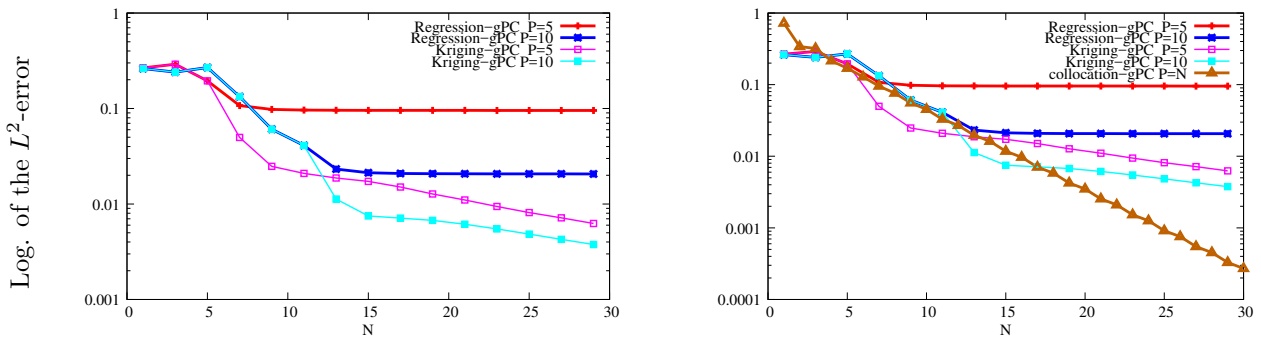 Log. of the L²-error
1
0.1
0.01
0.001
0
5
10
15
20
25
30
N
Regression-gPC P=5
Regression-gPC P=10
Kriging-gPC P=5
Kriging-gPC P=10
1
0.1
0.01
0.001
0.0001
0
5
10
15
20
25
30
N
Regression-gPC P=5
Regression-gPC P=10
Kriging-gPC P=5
Kriging-gPC P=10
collocation-gPC P=N